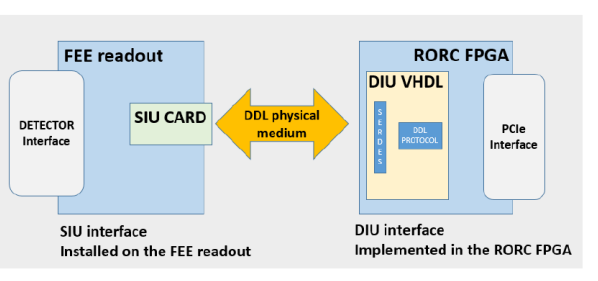 FEE readout
DETECTOR
Interface
SIU CARD
SIU interface
Installed on the FEE readout
DDL physical
medium
RORC FPGA
DIU VHDL
SERDES
DDL
PROTOCOL
PCIe
Interface
DIU interface
Implemented in the RORC FPGA